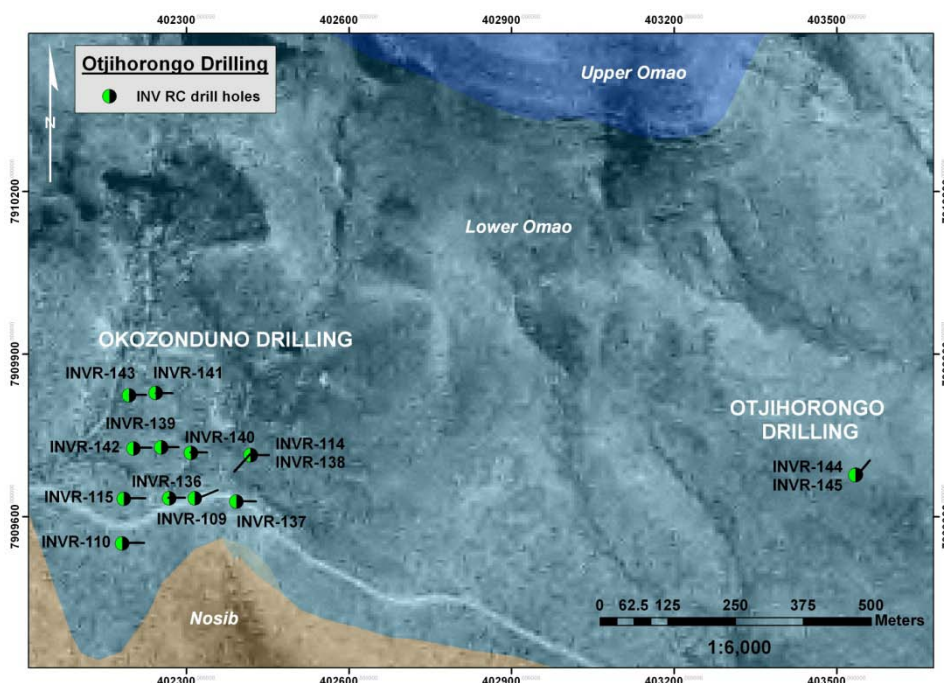 402300 402600 402900 403200 403500
Otjihorongo Drilling
INV RC drill holes
N
Upper Omao
7910200
Lower Omao
OKOZONDUNO DRILLING
7909900
INVR-143 INVR-141
INVR-139
INVR-142 INVR-140 INVR-114
INVR-138
OTJIHORONGO
DRILLING
INVR-144
INVR-145
INVR-136
INVR-115
INVR-109 INVR-137
7909600
INVR-110
Nosib
0 62.5 125 250 375 500
Meters
1:6,000
402300 402600 402900 403200 403500